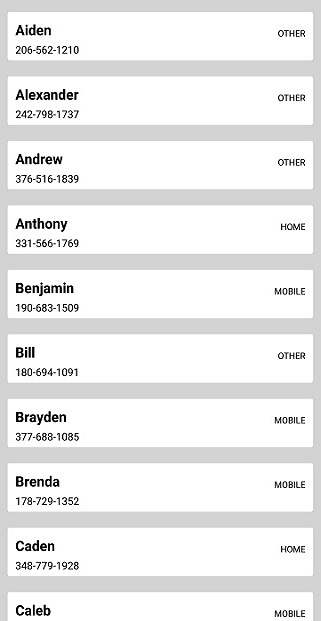 Aiden
OTHER
206-562-1210
Alexander
OTHER
242-798-1737
Andrew
OTHER
376-516-1839
Anthony
HOME
331-566-1769
Benjamin
MOBILE
190-683-1509
Bill
OTHER
180-694-1091
Brayden
MOBILE
377-683-1085
Brenda
MOBILE
178-729-1352
Caden
HOME
348-779-1928
Caleb
MOBILE